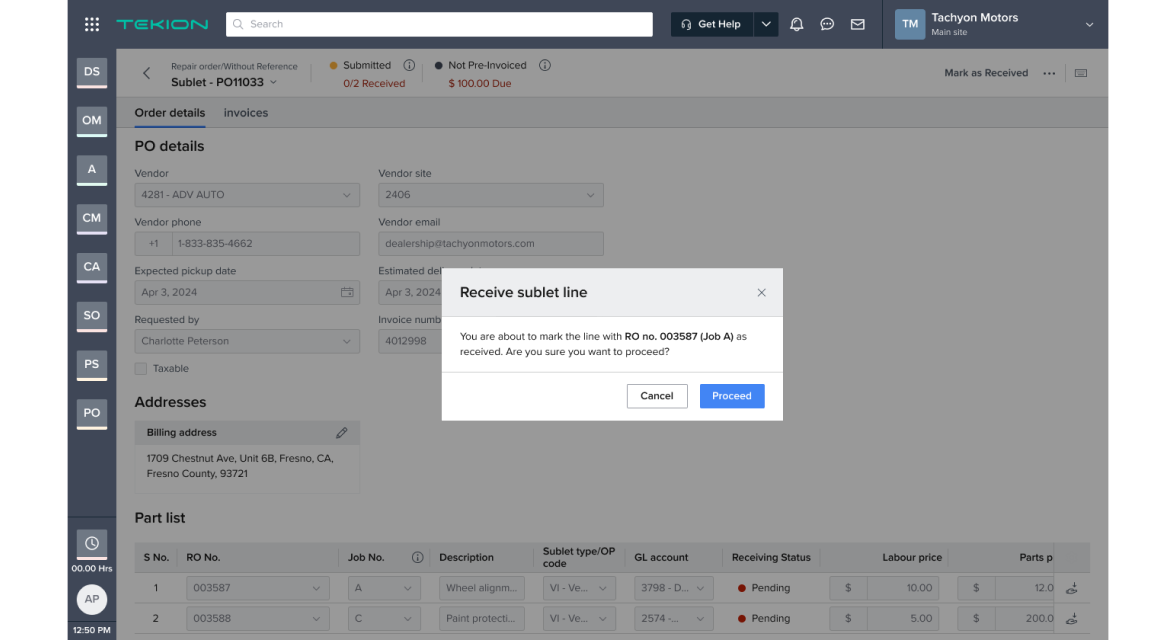 TEKION
Search
Get Help
TM
Tachyon Motors
Main site
DS
OM
A
CM
CA
SO
PS
PO
00.00 Hrs
AP
12:50 PM
Repair order/Without Reference
Sublet - PO11033
Submitted
0/2 Received
Not Pre-Invoiced
$ 100.00 Due
Mark as Received
Order details
invoices
PO details
Vendor
Vendor site
4281 - ADV AUTO
2406
Vendor phone
Vendor email
+1 1-833-835-4662
dealership@tachyonmotors.com
Expected pickup date
Estimated del
Apr 3, 2024
Apr 3, 2024
Requested by
Invoice numb
Charlotte Peterson
4012998
Taxable
Receive sublet line
You are about to mark the line with RO no. 003587 (Job A) as
received. Are you sure you want to proceed?
Cancel
Proceed
Addresses
Billing address
1709 Chestnut Ave, Unit 6B, Fresno, CA,
Fresno County, 93721
Part list
S No. RO No. Job No. Description Sublet type/OP code GL account Receiving Status Labour price Parts p
1 003587 A Wheel alignm... VI - Ve... 3798 - D... Pending $ 10.00 $ 12.0
2 003588 C Paint protecti... VI - Ve... 2574 -... Pending $ 5.00 $ 200.0